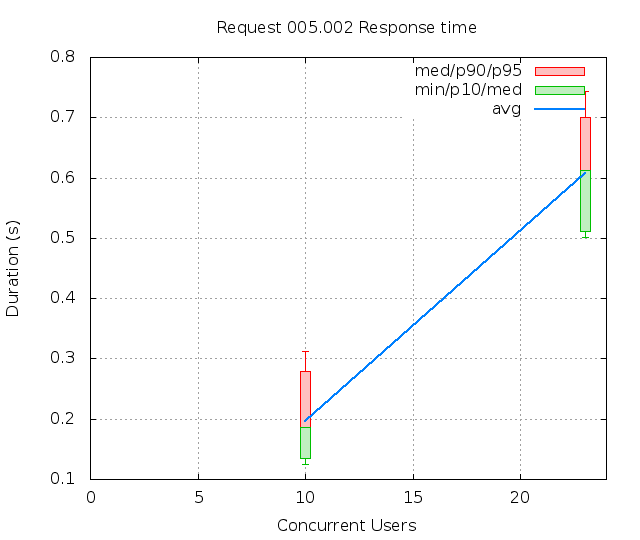 Request 005.002 Response time
med/p90/p95
min/p10/med
avg
0.8
0.7
0.6
0.5
0.4
0.3
0.2
0.1
Duration (s)
0 5 10 15 20
Concurrent Users